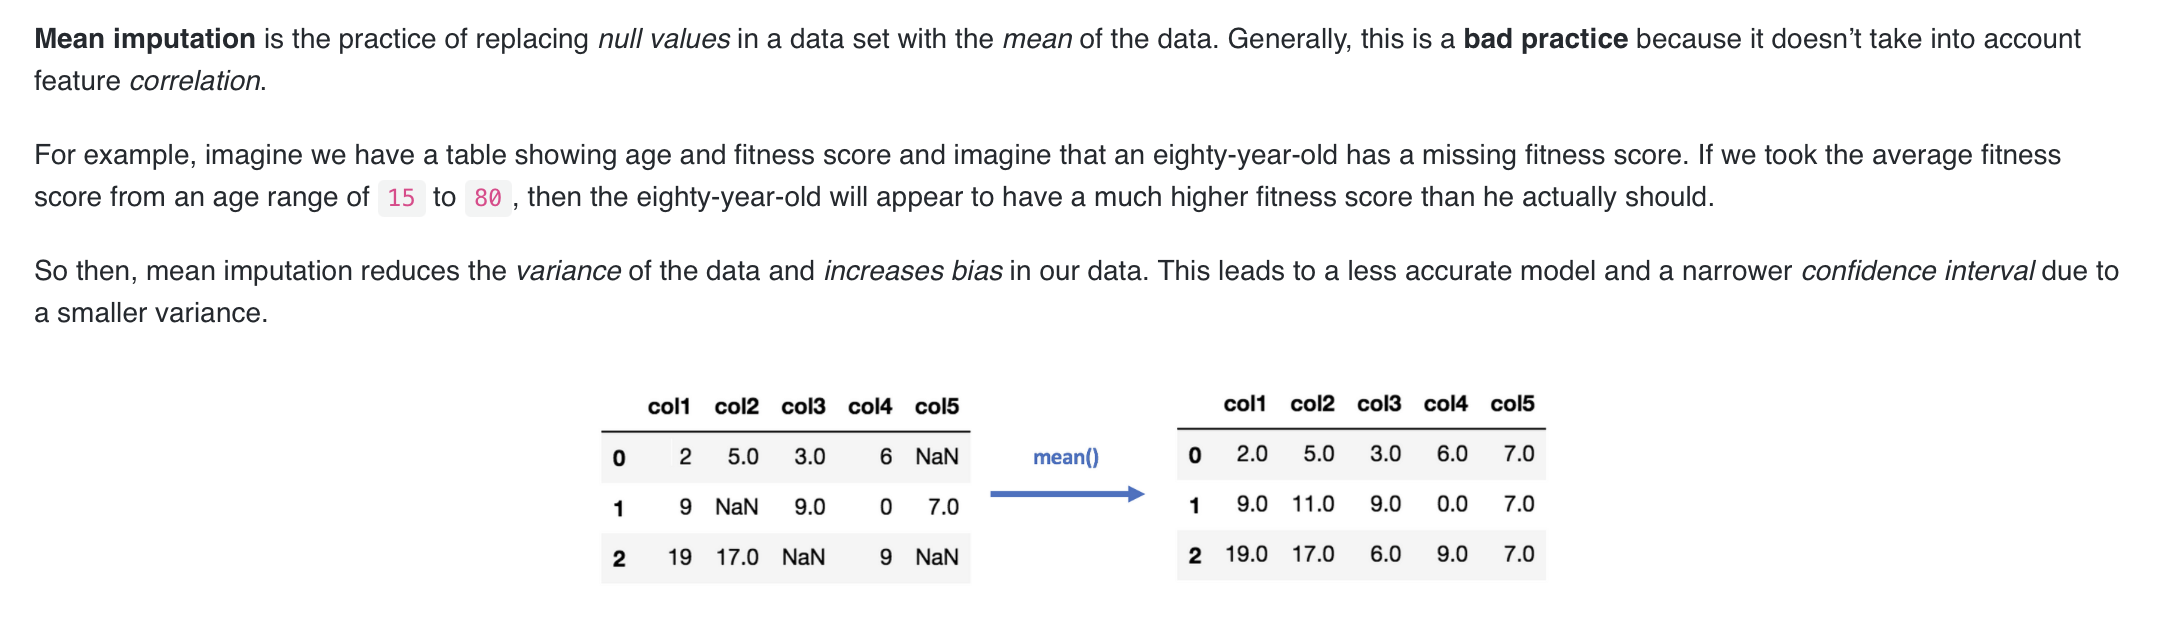 Mean imputation is the practice of replacing null values in a data set with the mean of the data. Generally, this is a bad practice because it doesn’t take into account
feature correlation.
For example, imagine we have a table showing age and fitness score and imagine that an eighty-year-old has a missing fitness score. If we took the average fitness
score from an age range of 15 to 80 , then the eighty-year-old will appear to have a much higher fitness score than he actually should.
So then, mean imputation reduces the variance of the data and increases bias in our data. This leads to a less accurate model and a narrower confidence interval due to
a smaller variance.
col1 col2 col3 col4 col5
0 2 5.0 3.0 6 NaN
1 9 NaN 9.0 0 7.0
2 19 17.0 NaN 9 NaN
mean()
col1 col2 col3 col4 col5
0 2.0 5.0 3.0 6.0 7.0
1 9.0 11.0 9.0 0.0 7.0
2 19.0 17.0 6.0 9.0 7.0